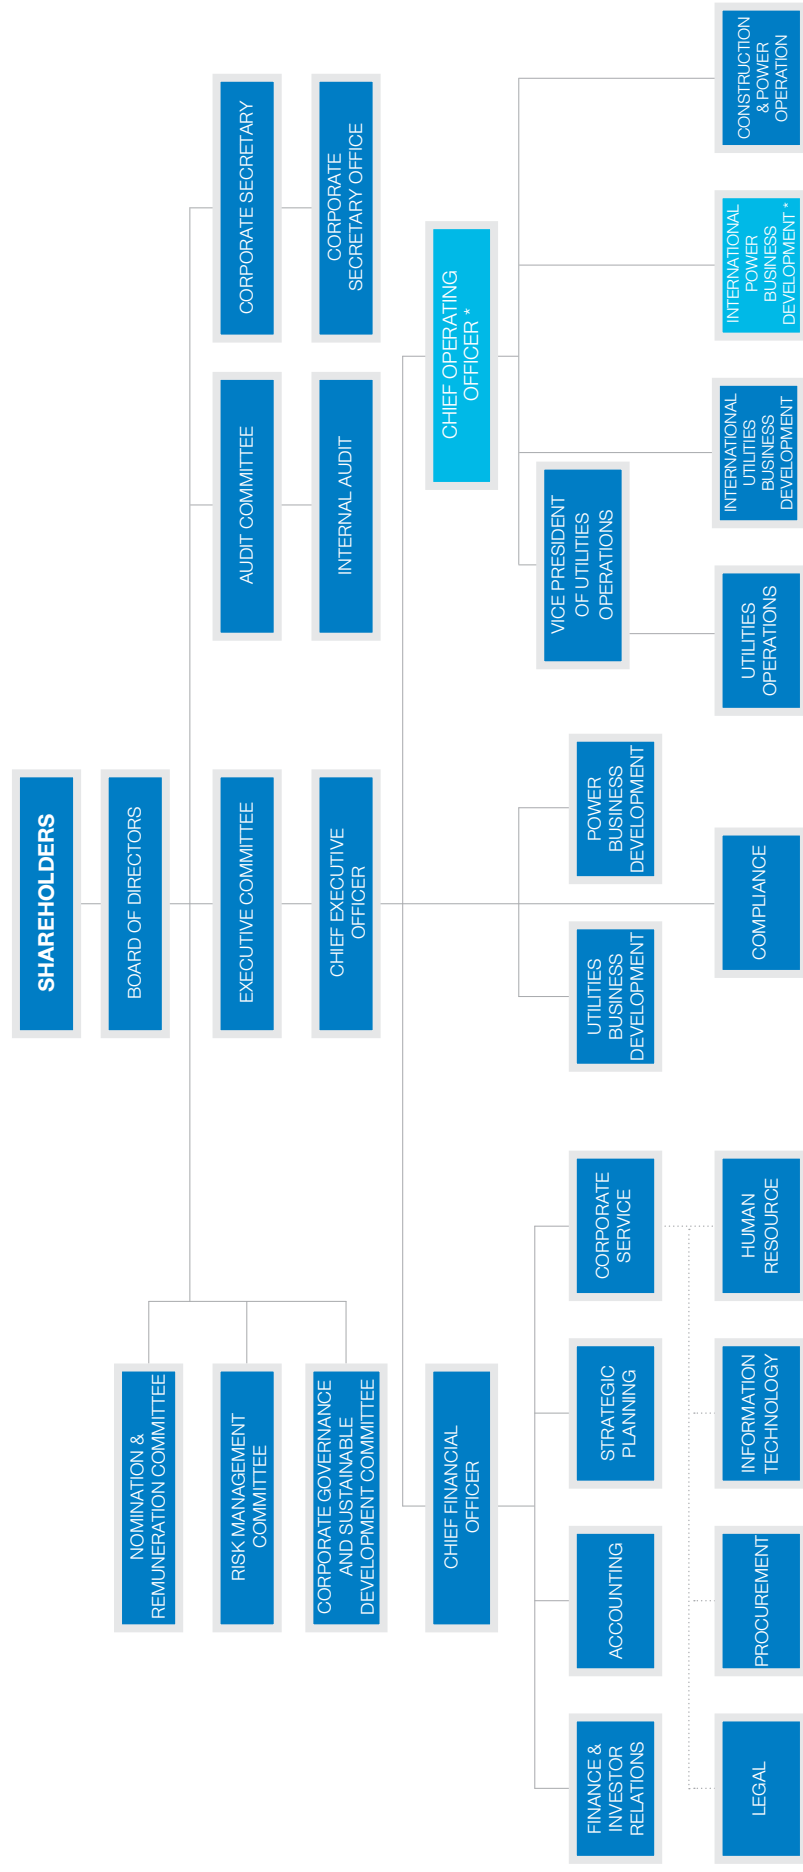 SHAREHOLDERS
BOARD OF DIRECTORS
NOMINATION &
REMUNERATION COMMITTEE
RISK MANAGEMENT
COMMITTEE
CORPORATE GOVERNANCE
AND SUSTAINABLE
DEVELOPMENT COMMITTEE
EXECUTIVE COMMITTEE
AUDIT COMMITTEE
CORPORATE SECRETARY
CHIEF EXECUTIVE
OFFICER
INTERNAL AUDIT
CORPORATE
SECRETARY OFFICE
CHIEF FINANCIAL
OFFICER
CHIEF OPERATING
OFFICER *
VICE PRESIDENT
OF UTILITIES
OPERATIONS
FINANCE &
INVESTOR
RELATIONS
ACCOUNTING
STRATEGIC
PLANNING
CORPORATE
SERVICE
UTILITIES
BUSINESS
DEVELOPMENT
POWER
BUSINESS
DEVELOPMENT
LEGAL
PROCUREMENT
INFORMATION
TECHNOLOGY
HUMAN
RESOURCE
COMPLIANCE
UTILITIES
OPERATIONS
INTERNATIONAL
UTILITIES
BUSINESS
DEVELOPMENT
INTERNATIONAL
POWER
BUSINESS
DEVELOPMENT *
CONSTRUCTION
& POWER
OPERATION